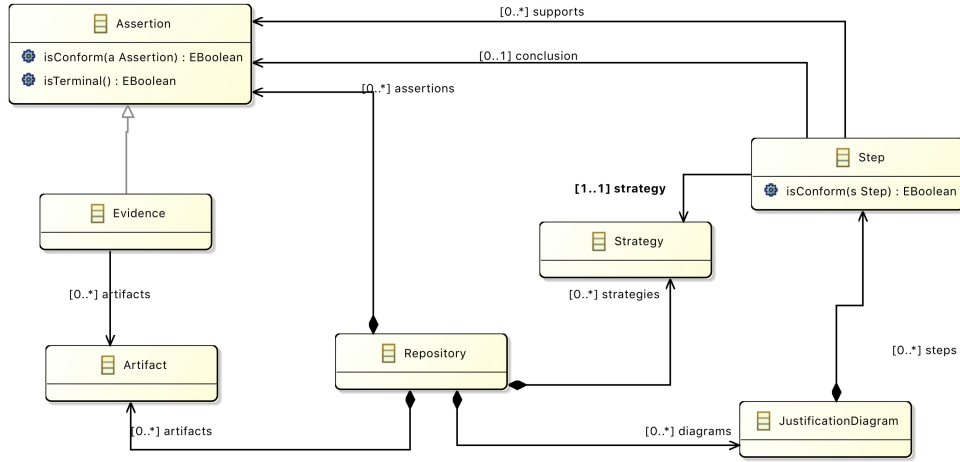 [0..*] supports
Assertion
isConform(a Assertion) : EBoolean
isTerminal() : EBoolean
[0..1] conclusion
[0..*] assertions
Step
isConform(s Step) : EBoolean
[1..1] strategy
Evidence
Strategy
[0..*] artifacts
[0..*] strategies
Artifact
Repository
[0..*] steps
JustificationDiagram
[0..*] artifacts
[0..*] diagrams